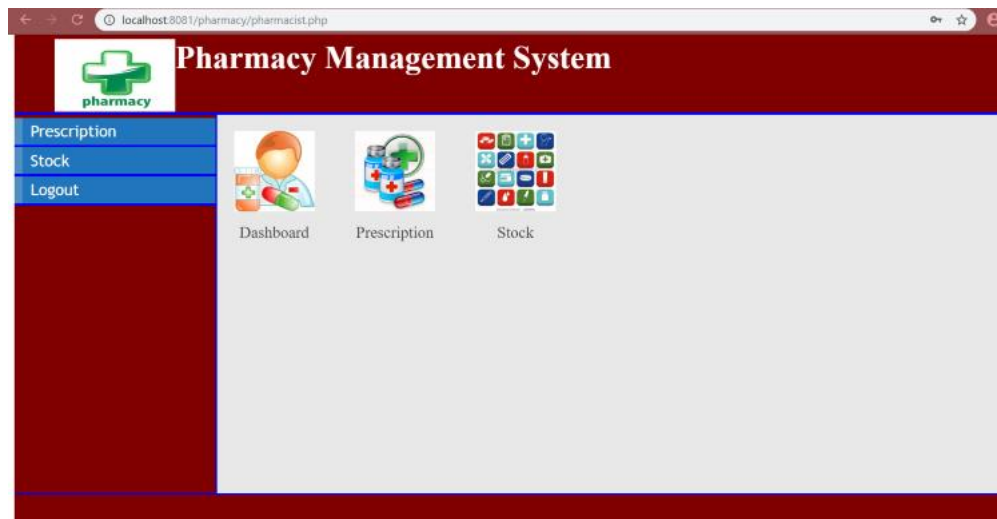 localhost:8081/pharmacy/pharmacist.php
Pharmacy Management System
pharmacy
Prescription
Stock
Logout
Dashboard Prescription Stock